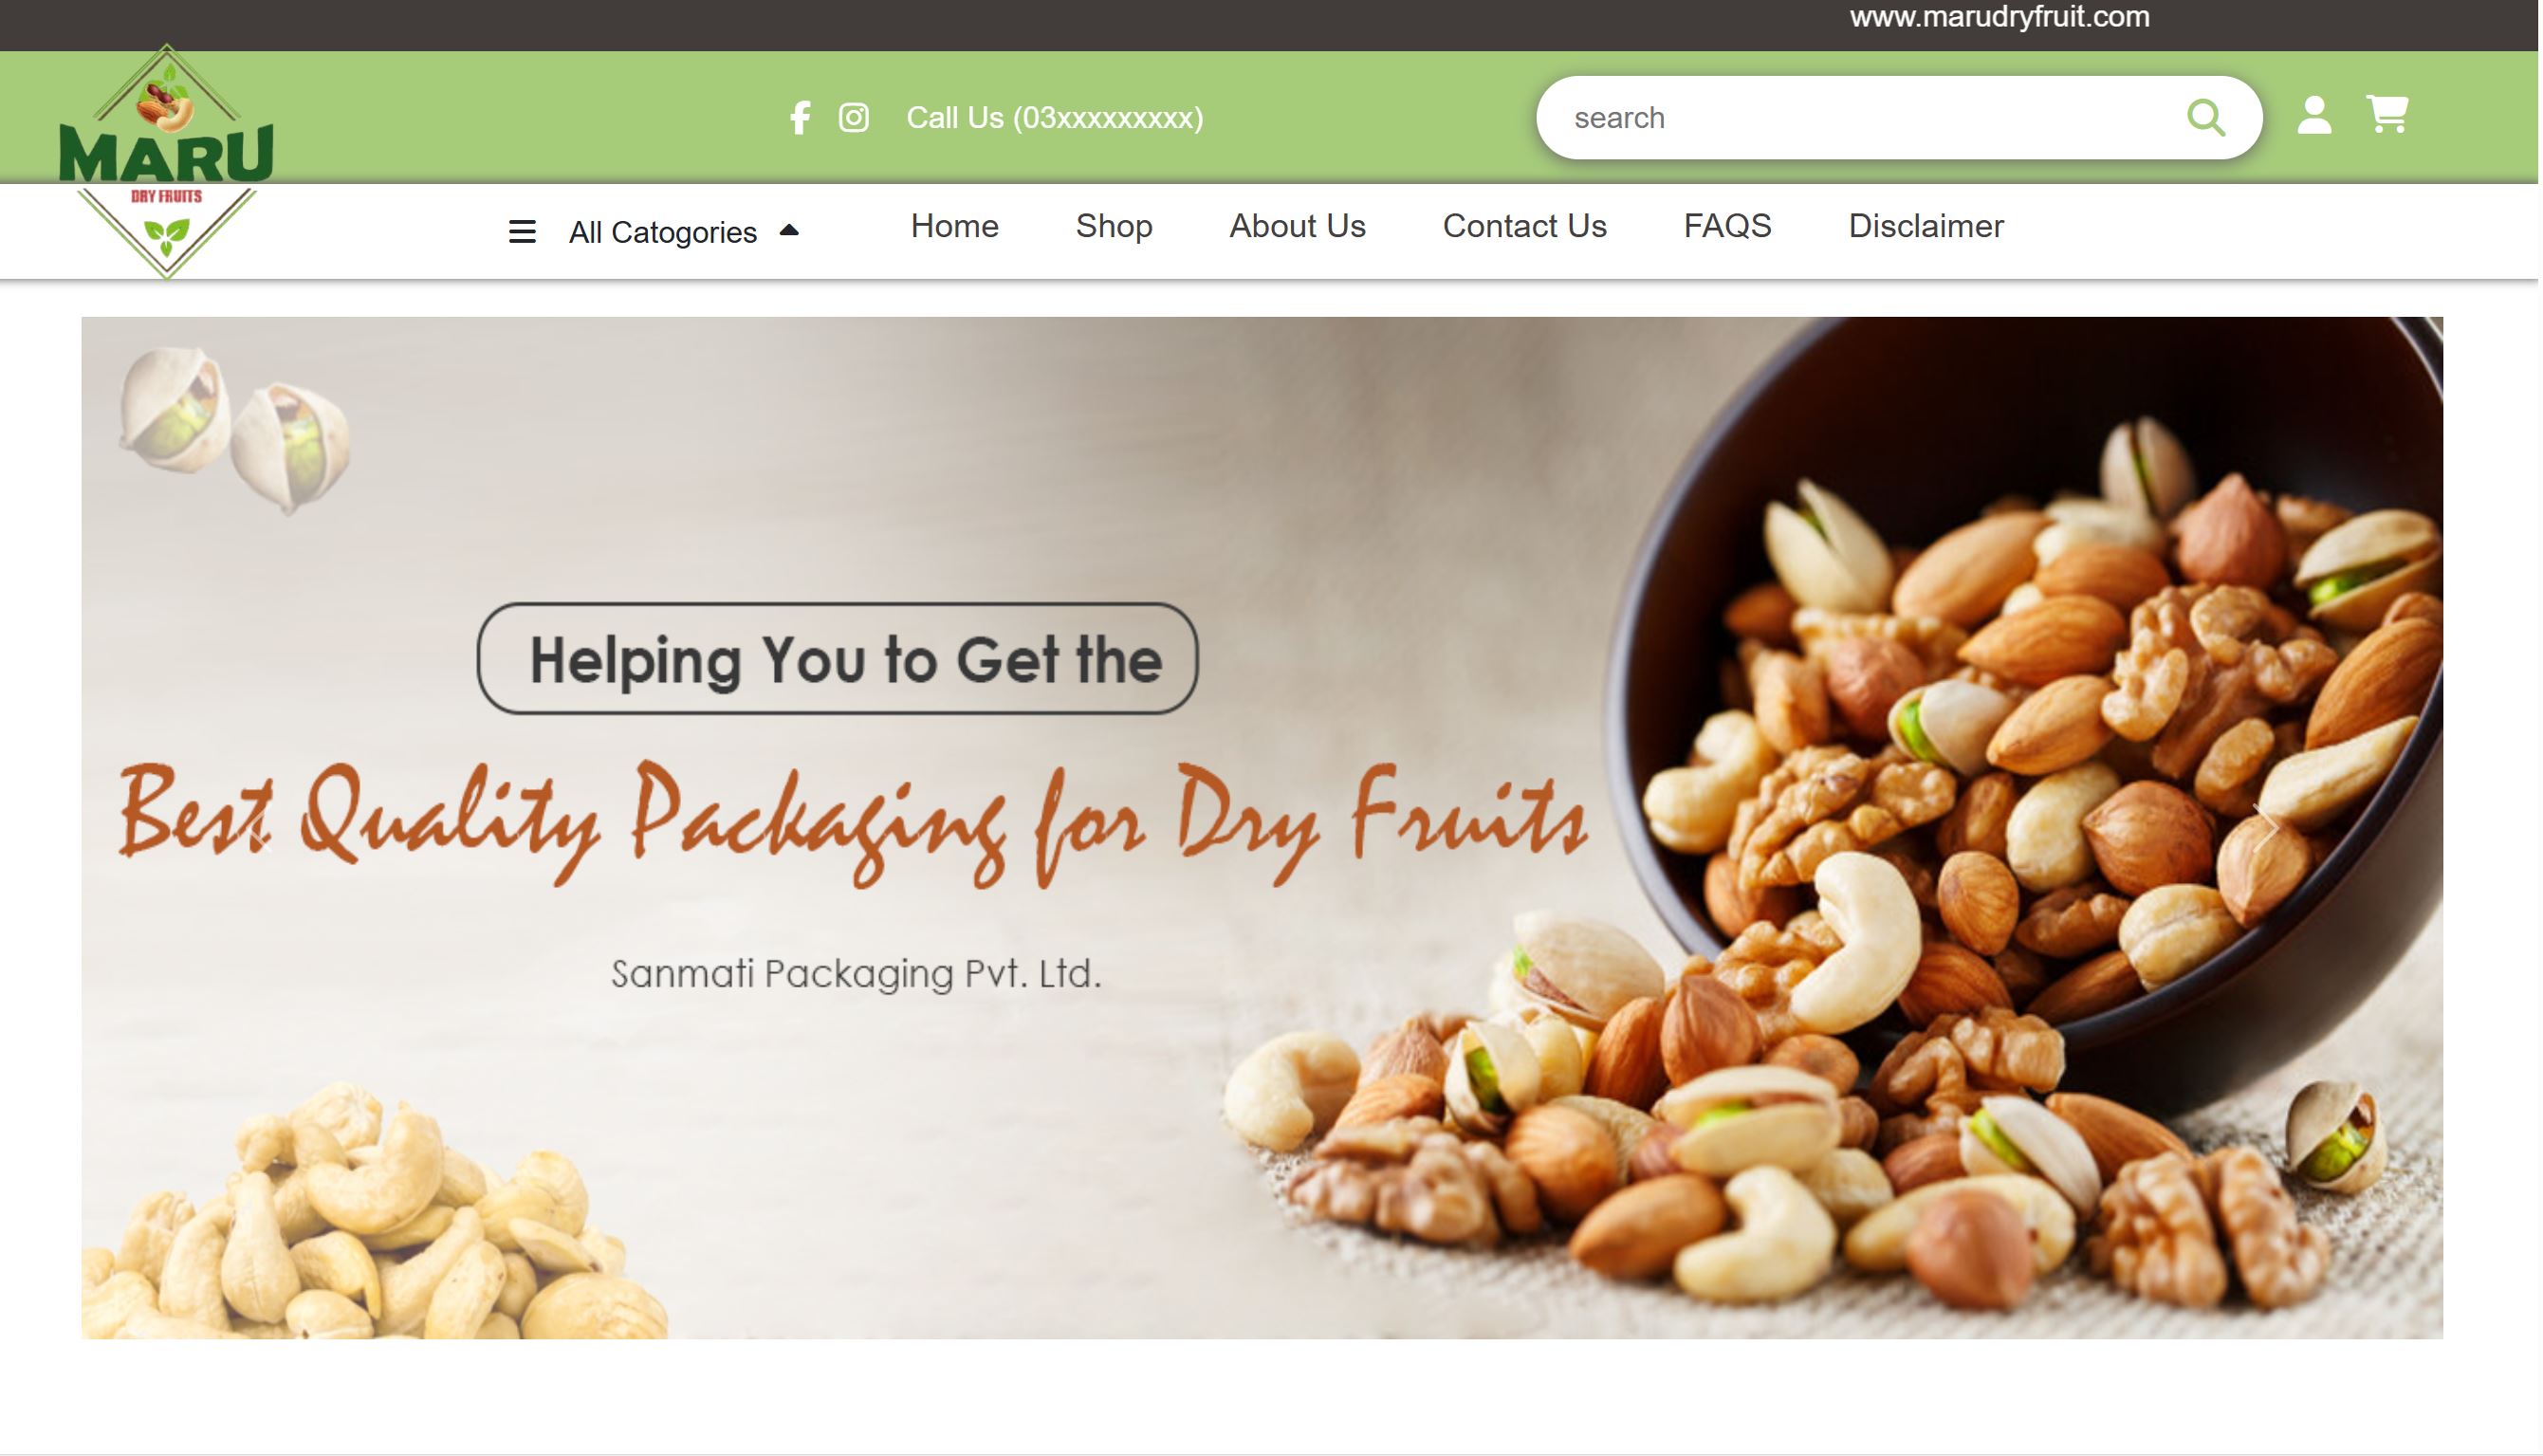 www.marudryfruit.com
Call Us (03xxxxxxxxx)
search
MARU
DRY FRUITS
All Catogories
Home
Shop
About Us
Contact Us
FAQS
Disclaimer
Helping You to Get the
Best Quality Packaging for Dry Fruits
Sanmati Packaging Pvt. Ltd.